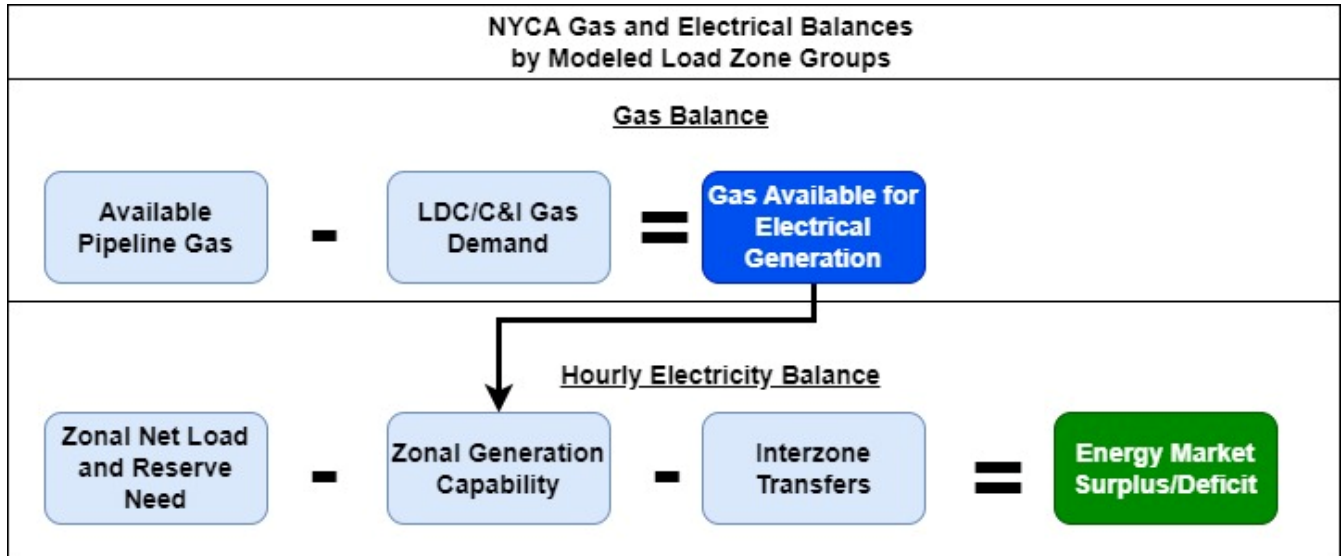 NYCA Gas and Electrical Balances
by Modeled Load Zone Groups
Gas Balance
Available
Pipeline Gas
-
LDC/C&I Gas
Demand
=
Gas Available for
Electrical
Generation
Hourly Electricity Balance
Zonal Net Load
and Reserve
Need
-
Zonal Generation
Capability
-
Interzone
Transfers
=
Energy Market
Surplus/Deficit